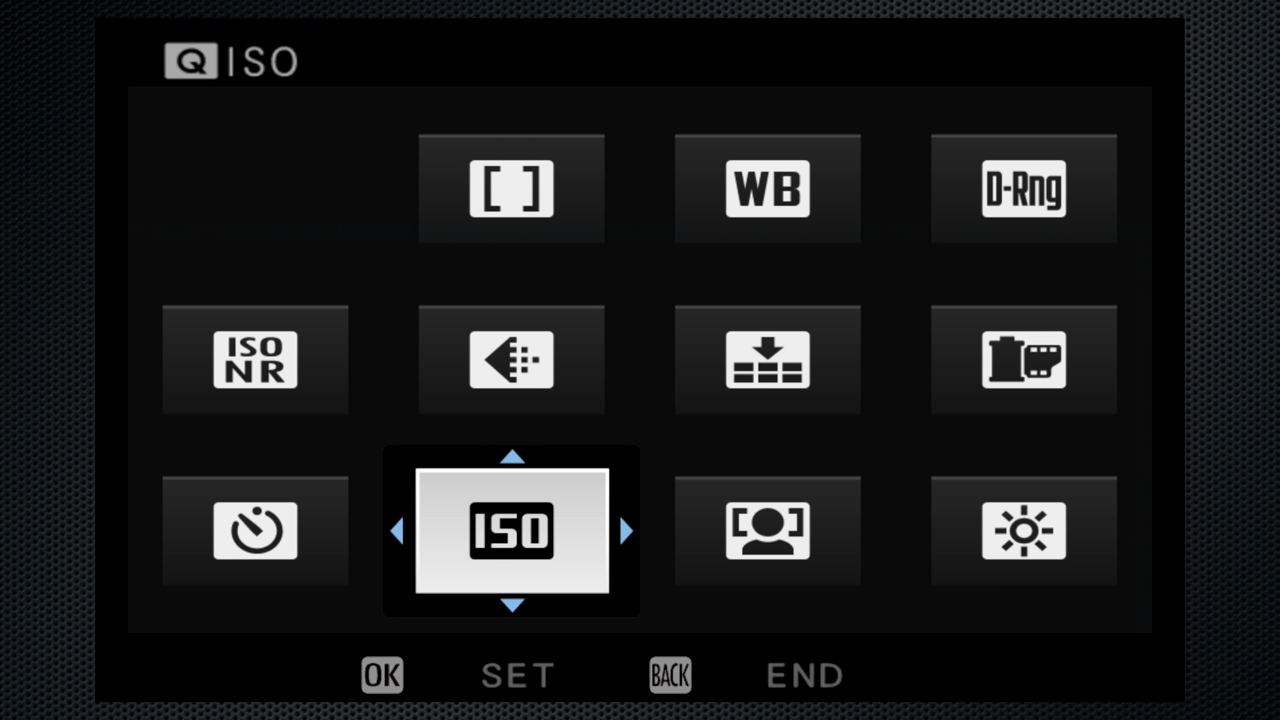 Q ISO
[ ] WB D-Rng
ISO
NR
ISO
OK SET BACK END